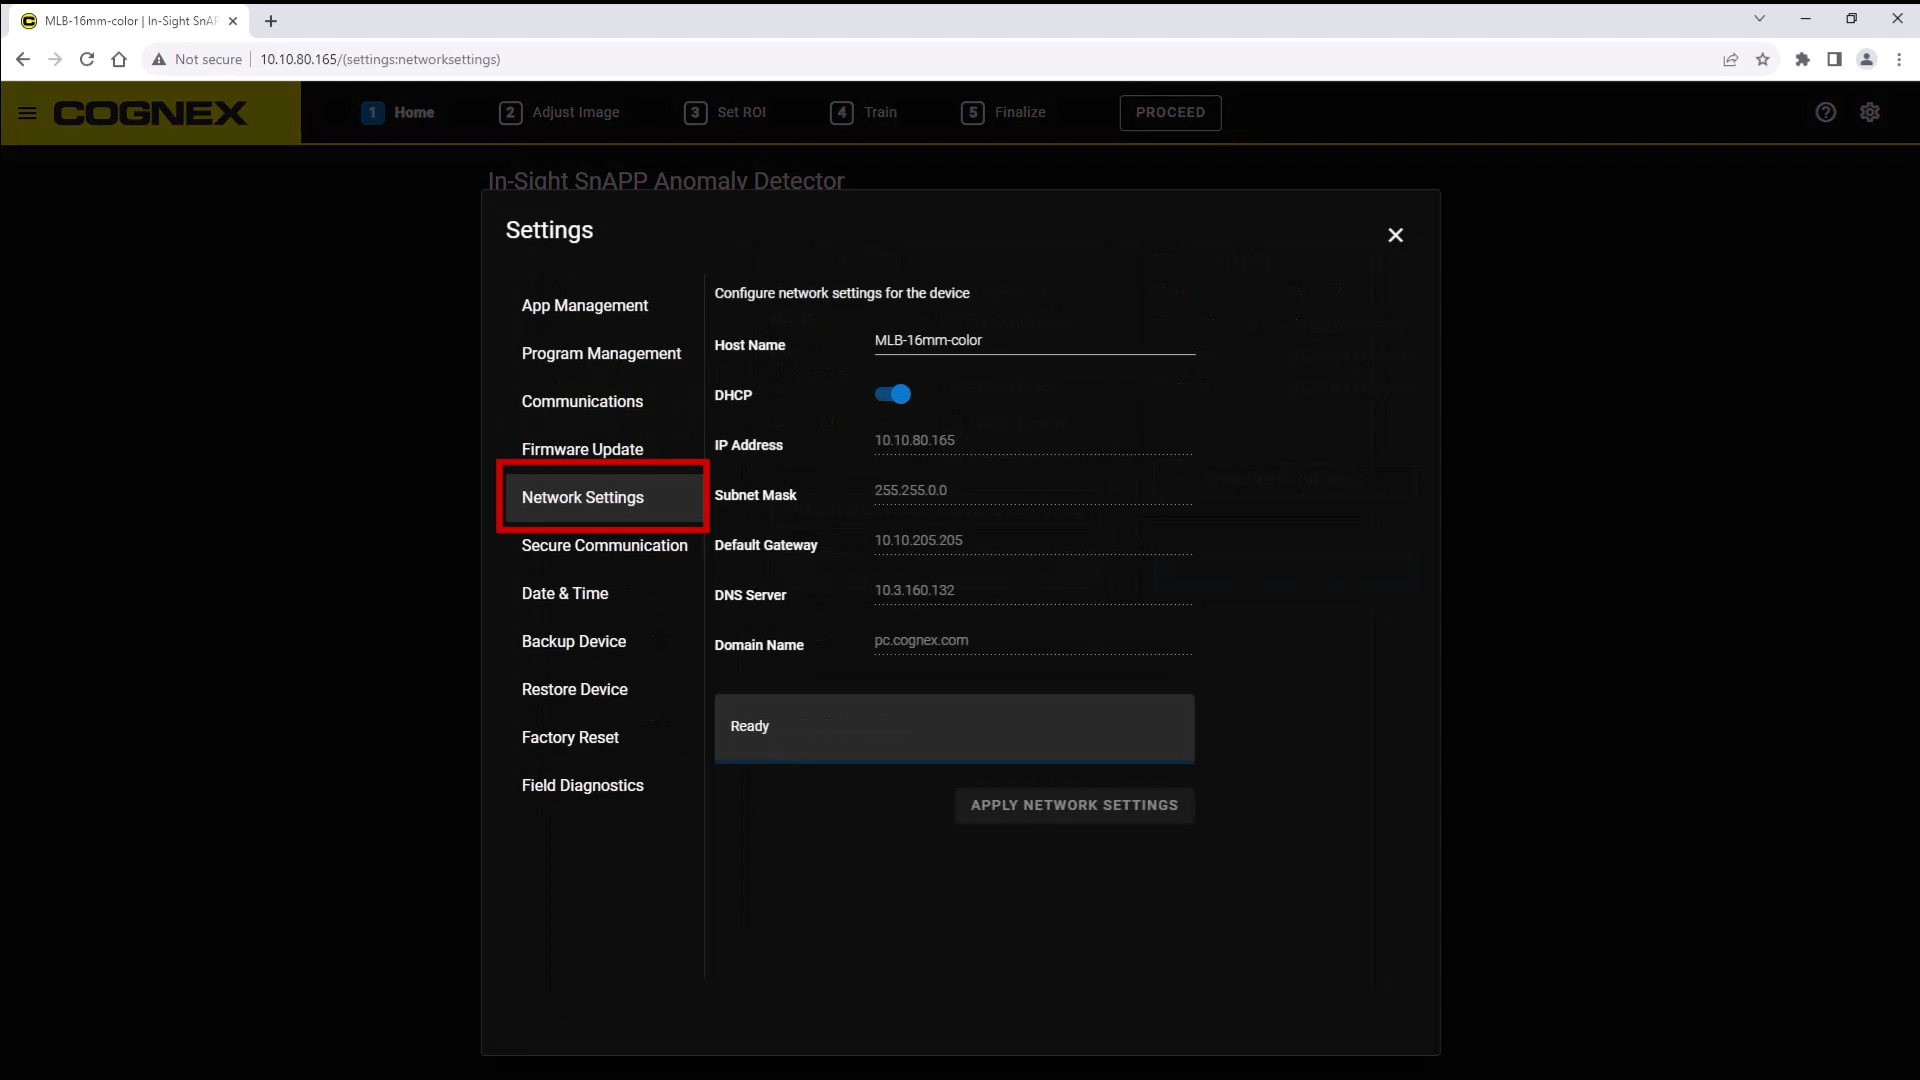 MLB-16mm-color | In-Sight SnAP
Not secure 10.10.80.165/(settings:networksettings)
COGNEX 1 Home 2 Adjust Image 3 Set ROI 4 Train 5 Finalize PROCEED
In-Sight SnAPP Anomaly Detector
Settings
App Management
Program Management
Communications
Firmware Update
Network Settings
Secure Communication
Date & Time
Backup Device
Restore Device
Factory Reset
Field Diagnostics
Configure network settings for the device
Host Name MLB-16mm-color
DHCP
IP Address 10.10.80.165
Subnet Mask 255.255.0.0
Default Gateway 10.10.205.205
DNS Server 10.3.160.132
Domain Name pc.cognex.com
Ready
APPLY NETWORK SETTINGS